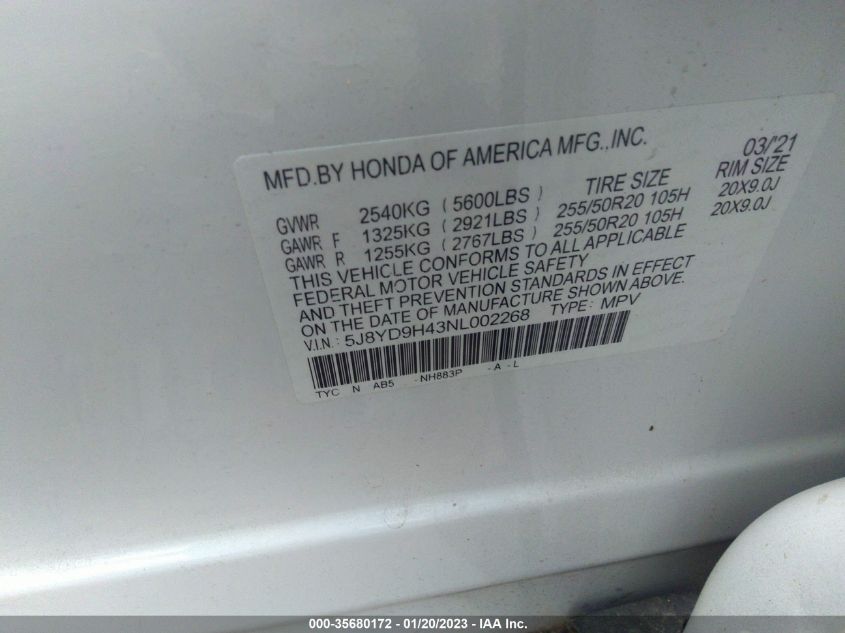 MFD.BY HONDA OF AMERICA MFG.,INC. 03/'21
TIRE SIZE RIM SIZE
GVWR 2540KG ( 5600LBS )
GAWR F 1325KG ( 2921LBS ) 255/50R20 105H 20X9.0J
GAWR R 1255KG ( 2767LBS ) 255/50R20 105H 20X9.0J
THIS VEHICLE CONFORMS TO ALL APPLICABLE
FEDERAL MOTOR VEHICLE SAFETY
AND THEFT PREVENTION STANDARDS IN EFFECT
ON THE DATE OF MANUFACTURE SHOWN ABOVE.
V.I.N.: 5J8YD9H43NL002268 TYPE: MPV
TYC N AB5 -NH883P -A -L
000-35680172 - 01/20/2023 - IAA Inc.